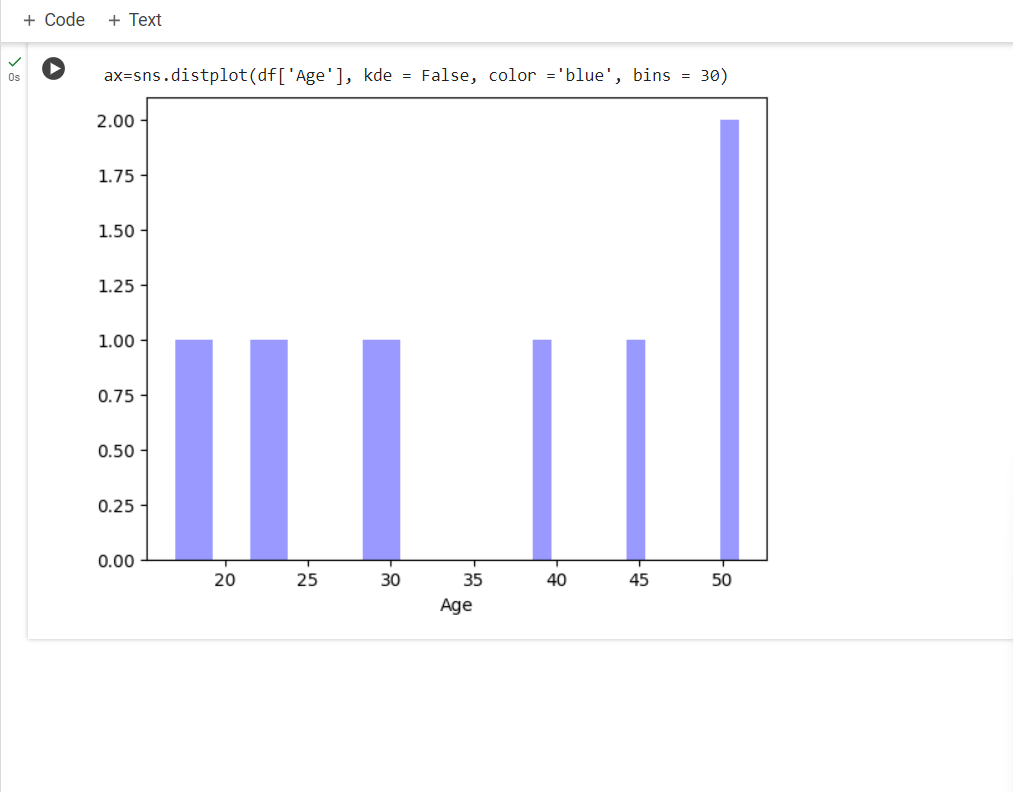 + Code + Text
0s
ax=sns.distplot(df['Age'], kde = False, color ='blue', bins = 30)
2.00
1.75
1.50
1.25
1.00
0.75
0.50
0.25
0.00
20 25 30 35 40 45 50
Age